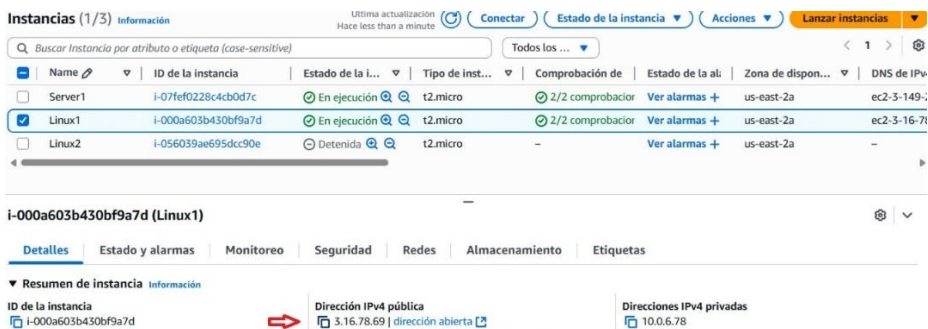 Instancias (1/3) Información
Última actualización
Hace less than a minute
Conectar
Estado de la instancia
Acciones
Lanzar instancias
Buscar Instancia por atributo o etiqueta (case-sensitive)
Todos los ...
1
Name ID de la instancia Estado de la i... Tipo de inst... Comprobación de Estado de la al Zona de dispon... DNS de IPv4
Server1 i-07fef0228c4cb0d7c En ejecución t2.micro 2/2 comprobacior Ver alarmas + us-east-2a ec2-3-149-2
Linux1 i-000a603b430bf9a7d En ejecución t2.micro 2/2 comprobacior Ver alarmas + us-east-2a ec2-3-16-78
Linux2 i-056039ae695dcc90e Detenida t2.micro – Ver alarmas + us-east-2a –
i-000a603b430bf9a7d (Linux1)
Detalles Estado y alarmas Monitoreo Seguridad Redes Almacenamiento Etiquetas
Resumen de instancia Información
ID de la instancia Dirección IPv4 pública Direcciones IPv4 privadas
i-000a603b430bf9a7d 3.16.78.69 | dirección abierta 10.0.6.78